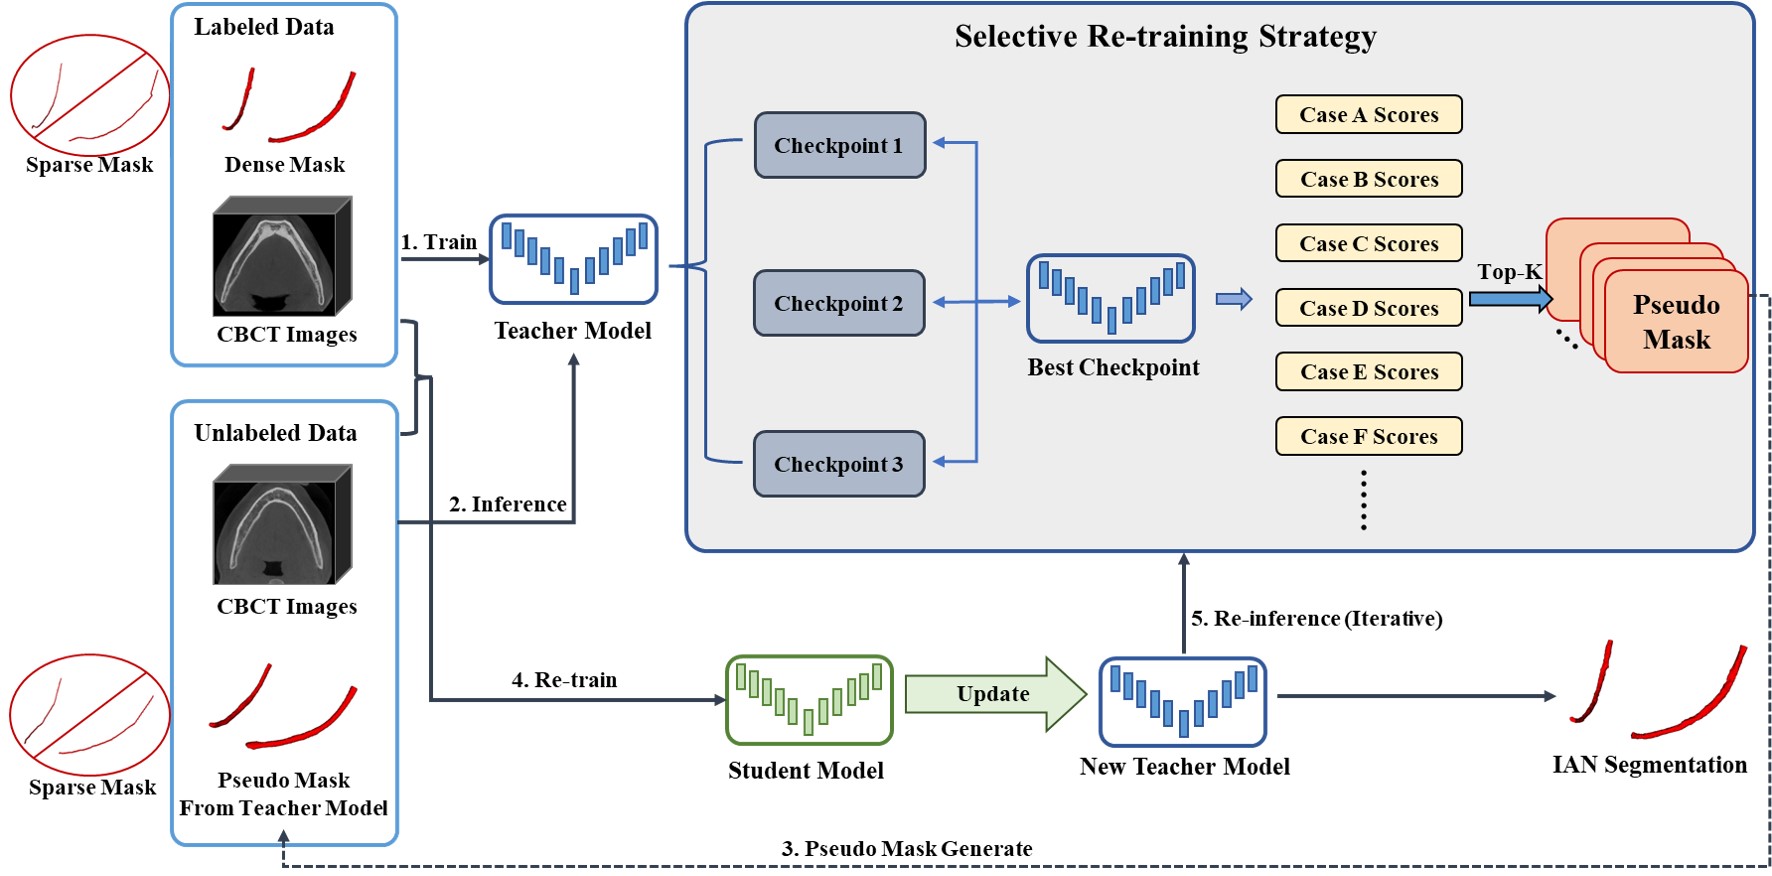 Labeled Data
Sparse Mask
Dense Mask
CBCT Images
1. Train
Teacher Model
Unlabeled Data
2. Inference
CBCT Images
Sparse Mask
Pseudo Mask
From Teacher Model
Selective Re-training Strategy
Checkpoint 1
Checkpoint 2
Checkpoint 3
Best Checkpoint
Case A Scores
Case B Scores
Case C Scores
Case D Scores
Case E Scores
Case F Scores
Top-K
Pseudo
Mask
4. Re-train
Student Model
Update
New Teacher Model
5. Re-inference (Iterative)
IAN Segmentation
3. Pseudo Mask Generate